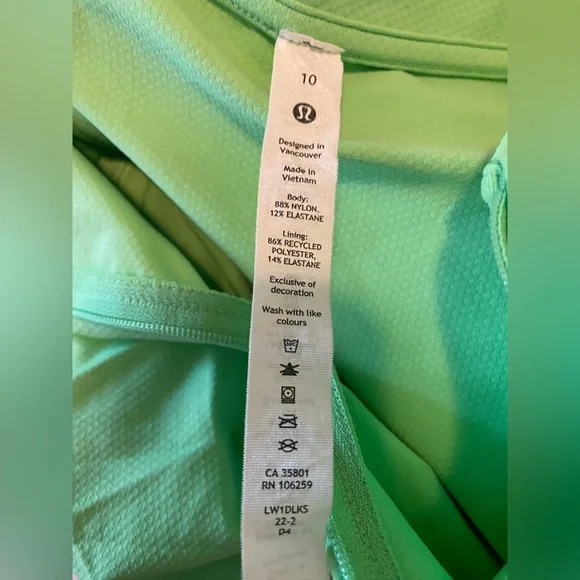 10
Designed in
Vancouver
Made in
Vietnam
Body:
88% NYLON,
12% ELASTANE
Lining:
86% RECYCLED
POLYESTER,
14% ELASTANE
Exclusive of
decoration
Wash with like
colours
CA 35801
RN 106259
LW1DLKS
22-2
D4